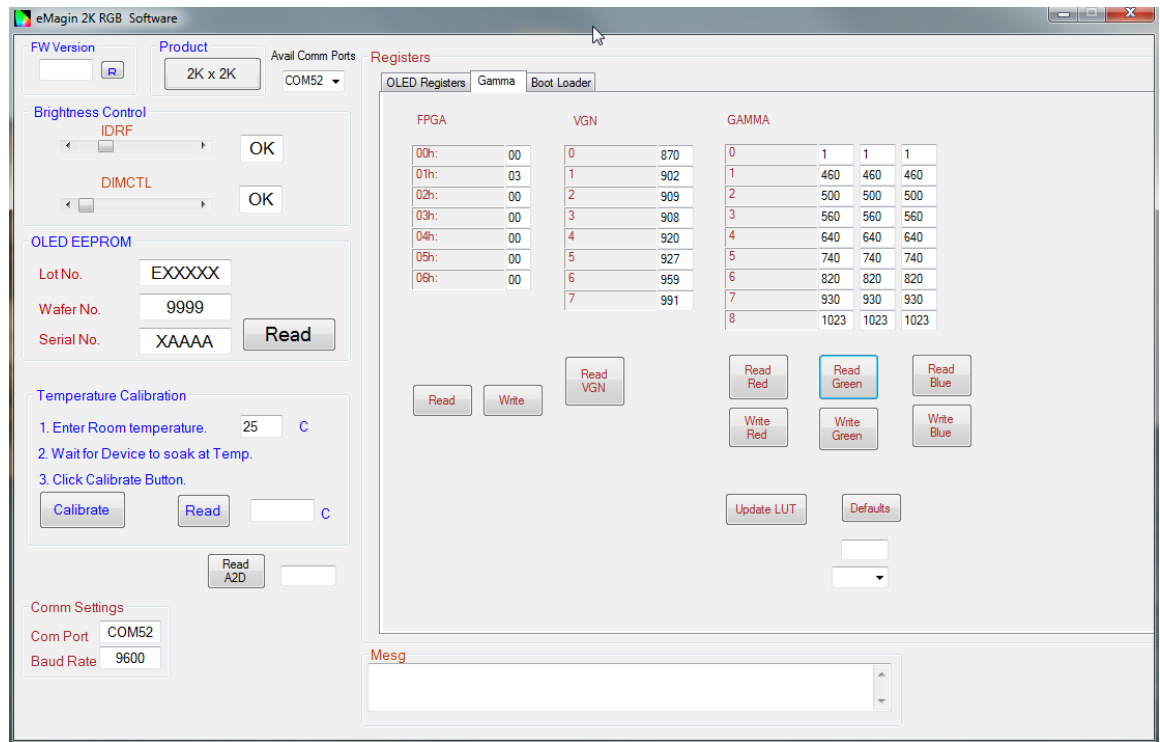 eMagin 2K RGB Software
FW Version
R
Product
2K x 2K
Avail Comm Ports
COM52
Brightness Control
IDRF
OK
DIMCTL
OK
OLED EEPROM
Lot No. EXXXXX
Wafer No. 9999
Serial No. XAAAA
Read
Temperature Calibration
1. Enter Room temperature. 25 C
2. Wait for Device to soak at Temp.
3. Click Calibrate Button.
Calibrate Read C
Read
A2D
Comm Settings
Com Port COM52
Baud Rate 9600
Registers
OLED Registers Gamma Boot Loader
FPGA
00h: 00
01h: 03
02h: 00
03h: 00
04h: 00
05h: 00
06h: 00
Read Write
VGN
0 870
1 902
2 909
3 908
4 920
5 927
6 959
7 991
Read
VGN
GAMMA
0 1 1 1
1 460 460 460
2 500 500 500
3 560 560 560
4 640 640 640
5 740 740 740
6 820 820 820
7 930 930 930
8 1023 1023 1023
Read
Red
Read
Green
Read
Blue
Write
Red
Write
Green
Write
Blue
Update LUT Defaults
Mesg